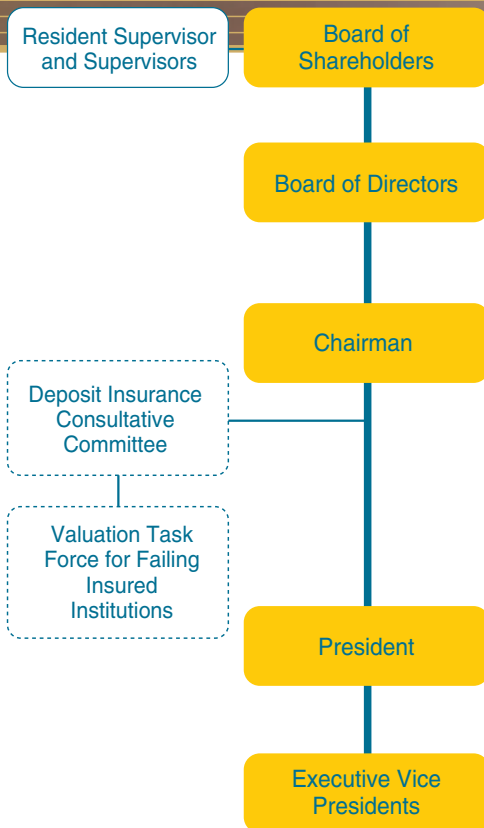 Resident Supervisor
and Supervisors
Board of
Shareholders
Board of Directors
Chairman
Deposit Insurance
Consultative
Committee
Valuation Task
Force for Failing
Insured
Institutions
President
Executive Vice
Presidents